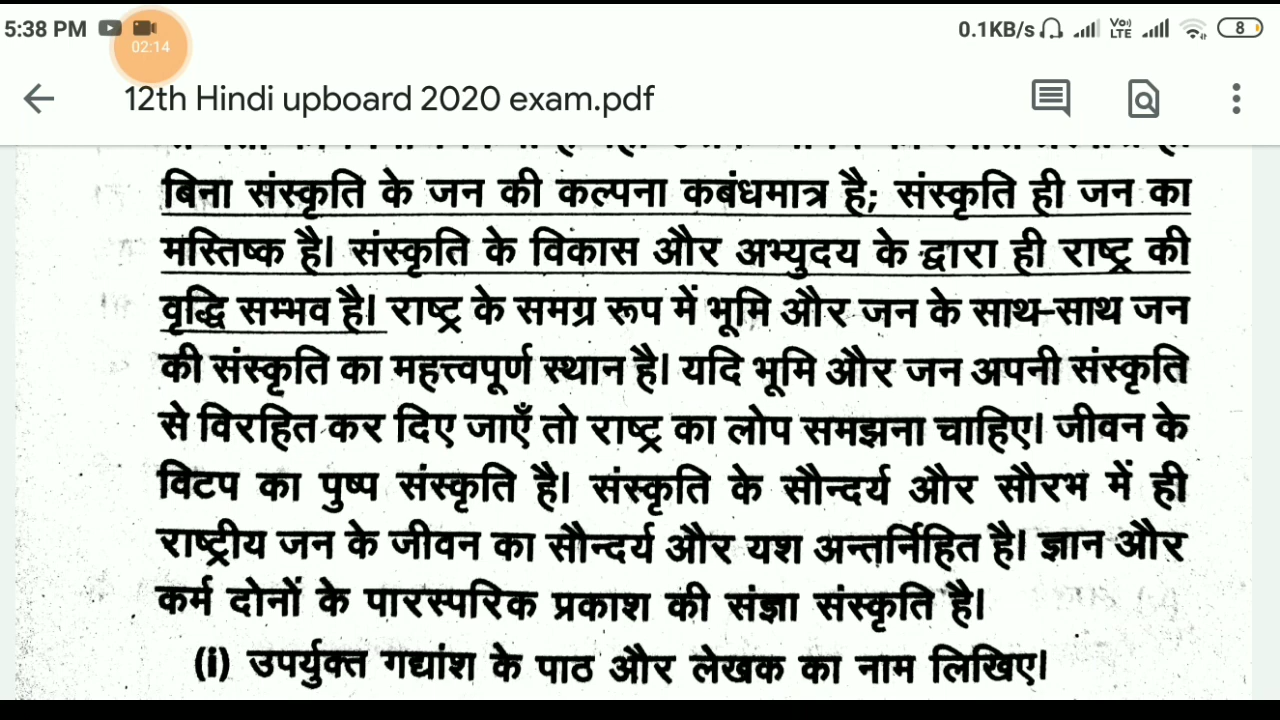 5:38 PM
02:14
0.1KB/s
Vo)) LTE
8
12th Hindi upboard 2020 exam.pdf
बिना संस्कृति के जन की कल्पना कबंधमात्र है; संस्कृति ही जन का
मस्तिष्क है। संस्कृति के विकास और अभ्युदय के द्वारा ही राष्ट्र की
वृद्धि सम्भव है। राष्ट्र के समग्र रूप में भूमि और जन के साथ-साथ जन
की संस्कृति का महत्त्वपूर्ण स्थान है। यदि भूमि और जन अपनी संस्कृति
से विरहित कर दिए जाएँ तो राष्ट्र का लोप समझना चाहिए। जीवन के
विटप का पुष्प संस्कृति है। संस्कृति के सौन्दर्य और सौरभ में ही
राष्ट्रीय जन के जीवन का सौन्दर्य और यश अन्तर्निहित है। ज्ञान और
कर्म दोनों के पारस्परिक प्रकाश की संज्ञा संस्कृति है।
(i) उपर्युक्त गद्यांश के पाठ और लेखक का नाम लिखिए।